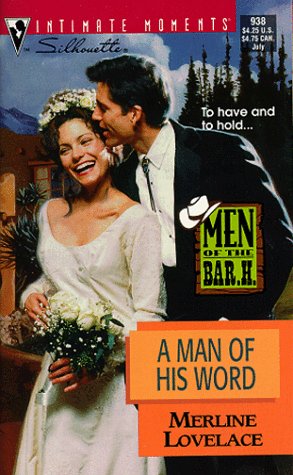 INTIMATE MOMENTS®
Silhouette®
938
$4.25 U.S.
$4.75 CAN.
July
To have and
to hold...
MEN
OF THE
BAR H.
A MAN OF
HIS WORD
MERLINE
LOVELACE